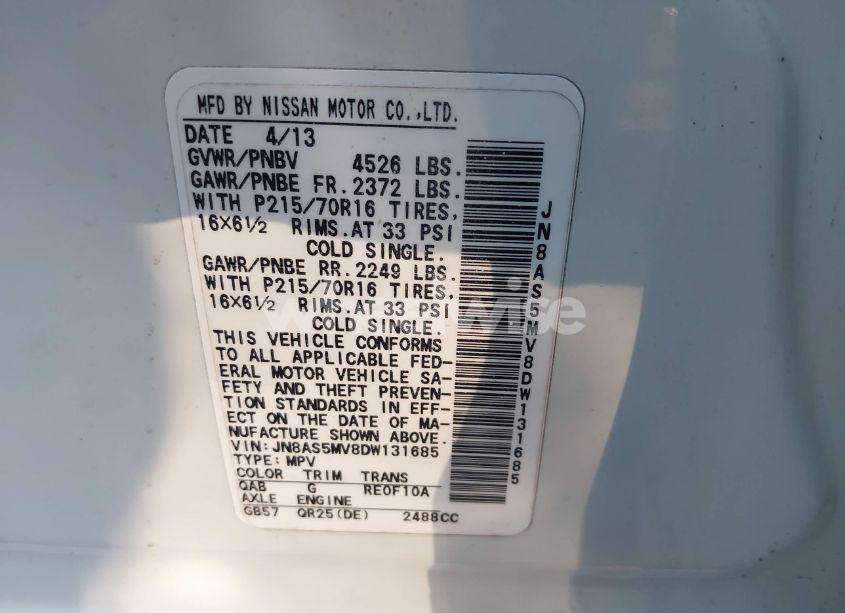 MFD BY NISSAN MOTOR CO.,LTD.
DATE 4/13
GVWR/PNBV 4526 LBS.
GAWR/PNBE FR. 2372 LBS.
WITH P215/70R16 TIRES,
16X6½ RIMS. AT 33 PSI
COLD SINGLE.
GAWR/PNBE RR. 2249 LBS.
WITH P215/70R16 TIRES,
16X6½ RIMS. AT 33 PSI
COLD SINGLE.
THIS VEHICLE CONFORMS
TO ALL APPLICABLE FED-
ERAL MOTOR VEHICLE SA-
FETY AND THEFT PREVEN-
TION STANDARDS IN EFF-
ECT ON THE DATE OF MA-
NUFACTURE SHOWN ABOVE.
VIN: JN8AS5MV8DW131685
TYPE: MPV
COLOR TRIM TRANS
QAB G RE0F10A
AXLE ENGINE
GB57 QR25(DE) 2488CC
JN8AS5MV8DW131685